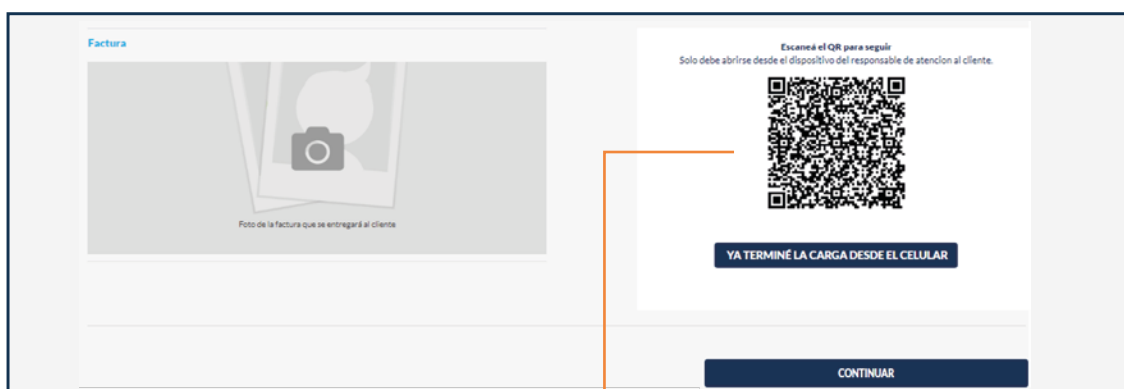 Factura
Foto de la factura que se entregará al cliente
Escaneá el QR para seguir
Solo debe abrirse desde el dispositivo del responsable de atencion al cliente.
YA TERMINÉ LA CARGA DESDE EL CELULAR
CONTINUAR